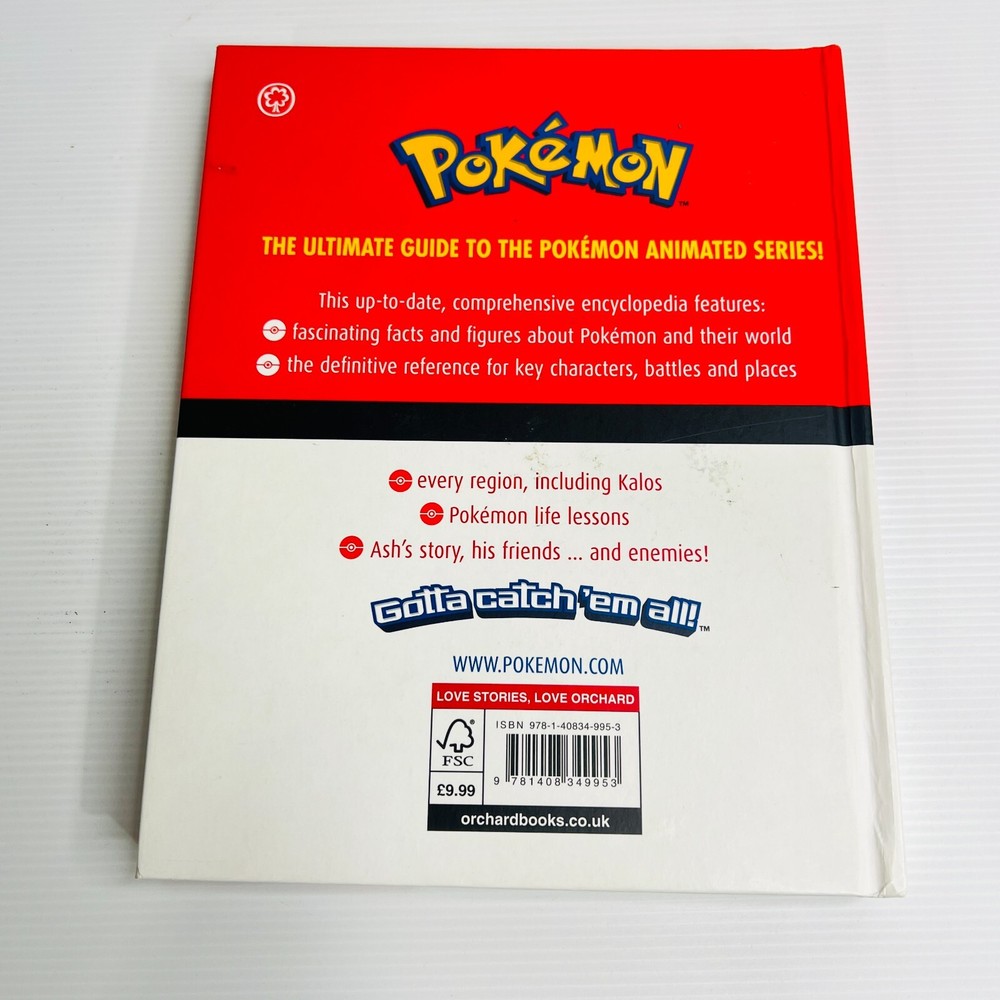 POKéMON™
THE ULTIMATE GUIDE TO THE POKÉMON ANIMATED SERIES!
This up-to-date, comprehensive encyclopedia features:
fascinating facts and figures about Pokémon and their world
the definitive reference for key characters, battles and places
every region, including Kalos
Pokémon life lessons
Ash's story, his friends ... and enemies!
Gotta catch 'em all!™
WWW.POKEMON.COM
LOVE STORIES, LOVE ORCHARD
ISBN 978-1-40834-995-3
FSC
9 781408 349953
£9.99
orchardbooks.co.uk